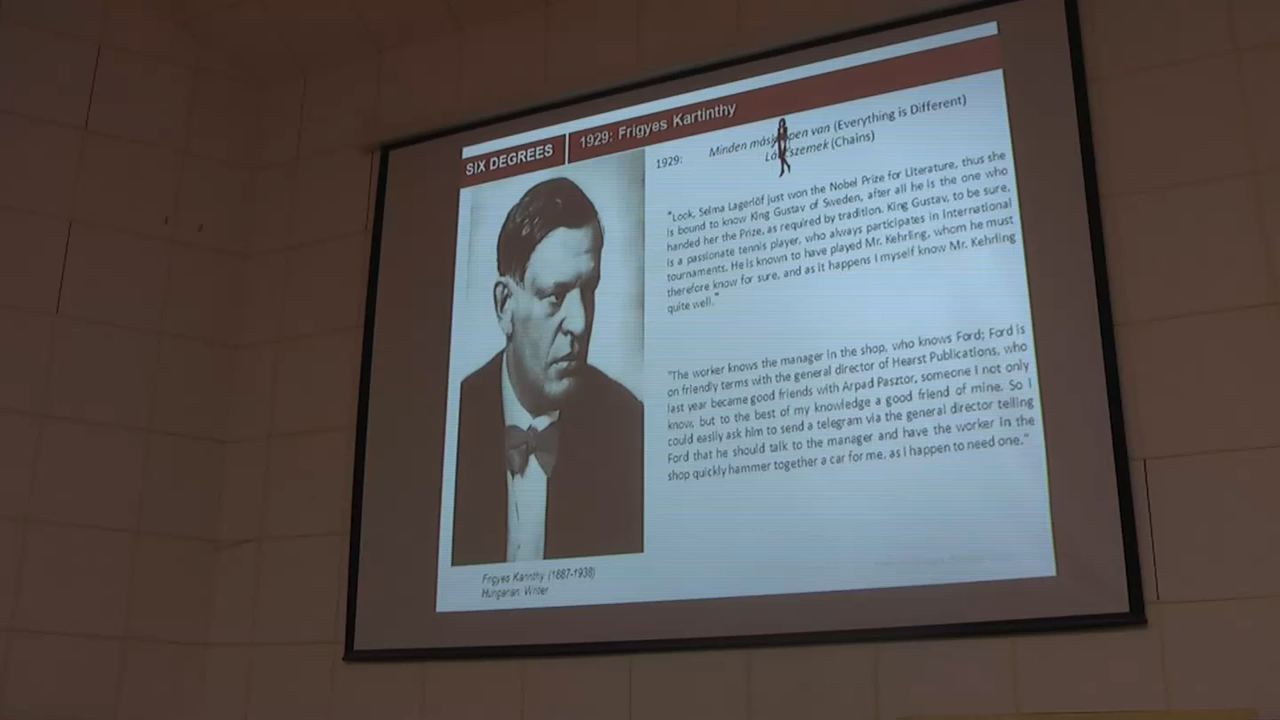 SIX DEGREES
1929: Frigyes Kartinthy
1929:
Minden más pen van (Everything is Different)
szemek (Chains)
"Look, Selma Lagerlöf just won the Nobel Prize for Literature, thus she
is bound to know King Gustav of Sweden, after all he is the one who
handed her the Prize, as required by tradition. King Gustav, to be sure,
is a passionate tennis player, who always participates in International
tournaments. He is known to have played Mr. Kehrling, whom he must
therefore know for sure, and as it happens I myself know Mr. Kehrling
quite well."
"The worker knows the manager in the shop, who knows Ford; Ford is
on friendly terms with the general director of Hearst Publications, who
last year became good friends with Arpad Pasztor, someone I not only
know, but to the best of my knowledge a good friend of mine. So I
could easily ask him to send a telegram via the general director telling
Ford that he should talk to the manager and have the worker in the
shop quickly hammer together a car for me, as I happen to need one."
Frigyes (1887-1938)
Hungarian Writer